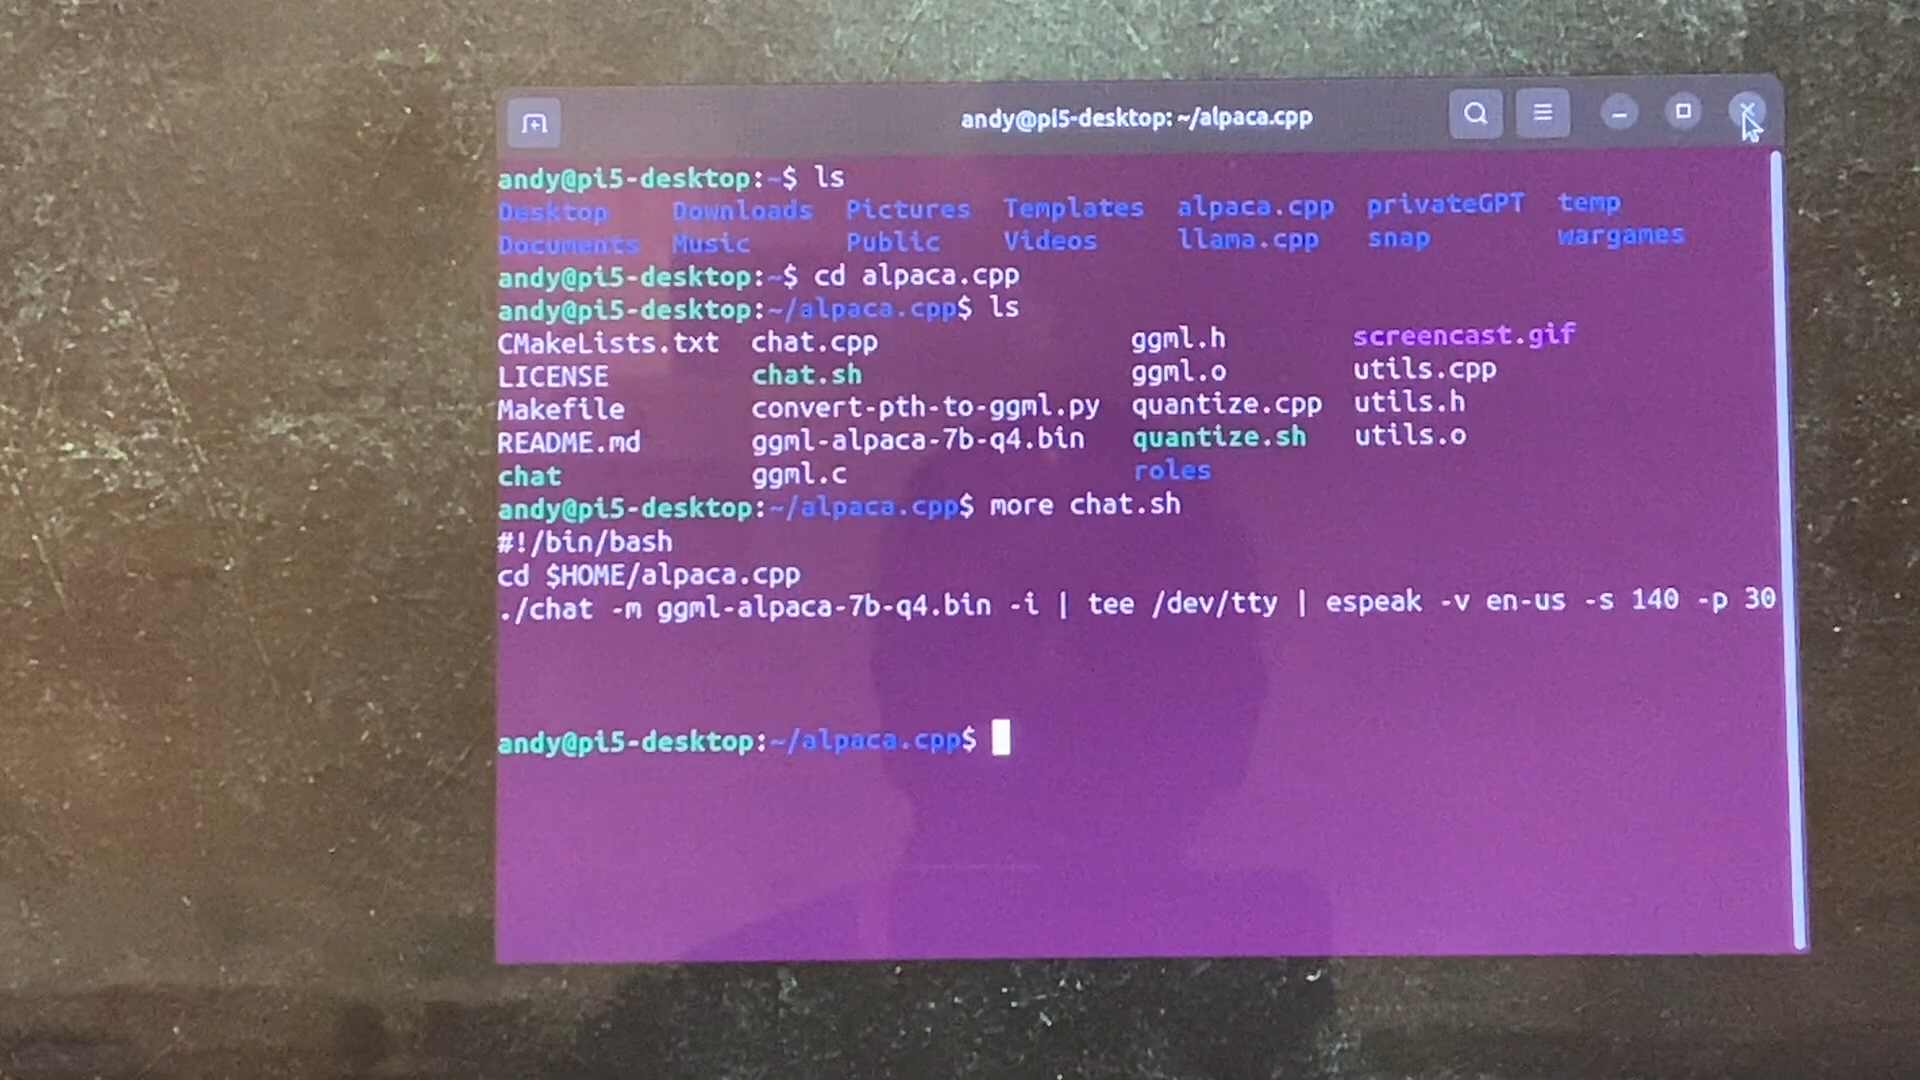 andy@pi5-desktop: ~/alpaca.cpp
andy@pi5-desktop:~$ ls
Desktop Downloads Pictures Templates alpaca.cpp privateGPT temp
Documents Music Public Videos llama.cpp snap wargames
andy@pi5-desktop:~$ cd alpaca.cpp
andy@pi5-desktop:~/alpaca.cpp$ ls
CMakeLists.txt chat.cpp ggml.h screencast.gif
LICENSE chat.sh ggml.o utils.cpp
Makefile convert-pth-to-ggml.py quantize.cpp utils.h
README.md ggml-alpaca-7b-q4.bin quantize.sh utils.o
chat ggml.c roles
andy@pi5-desktop:~/alpaca.cpp$ more chat.sh
#!/bin/bash
cd $HOME/alpaca.cpp
./chat -m ggml-alpaca-7b-q4.bin -i | tee /dev/tty | espeak -v en-us -s 140 -p 30
andy@pi5-desktop:~/alpaca.cpp$